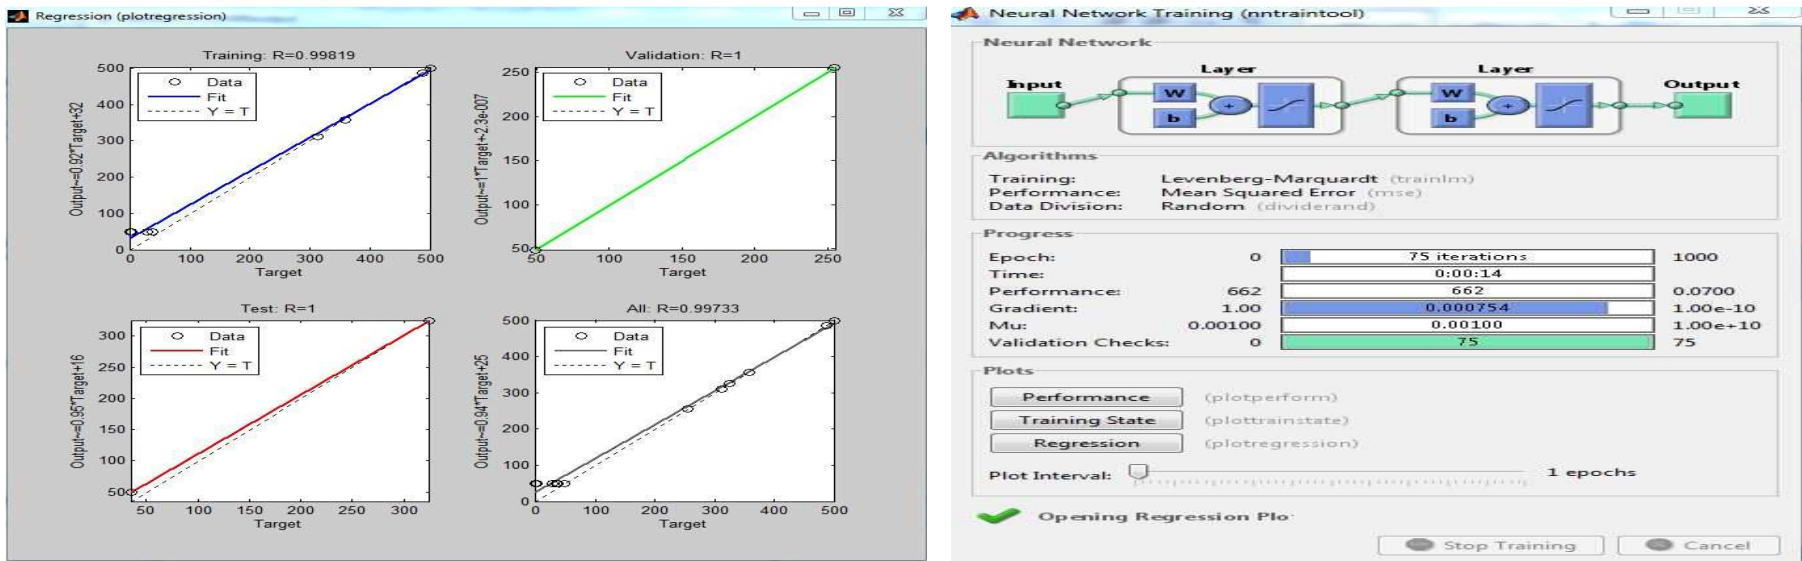 Regression (plotregression)
Training: R=0.99819
Output~=0.92*Target+32
500
400
300
200
100
0
Data
Fit
Y = T
0 100 200 300 400 500
Target
Validation: R=1
Output~=1*Target+2.3e-007
250
200
150
100
50
Data
Fit
Y = T
50 100 150 200 250
Target
Test: R=1
Output~=0.95*Target+16
300
250
200
150
100
50
Data
Fit
Y = T
50 100 150 200 250 300
Target
All: R=0.99733
Output~=0.94*Target+25
500
400
300
200
100
0
Data
Fit
Y = T
0 100 200 300 400 500
Target
Neural Network Training (nntraintool)
Neural Network
Input
Layer
W
b
+
Layer
W
b
+
Output
Algorithms
Training: Levenberg-Marquardt (trainlm)
Performance: Mean Squared Error (mse)
Data Division: Random (dividerand)
Progress
Epoch: 0 75 iterations 1000
Time: 0:00:14
Performance: 662 662 0.0700
Gradient: 1.00 0.000754 1.00e-10
Mu: 0.00100 0.00100 1.00e+10
Validation Checks: 0 75 75
Plots
Performance (plotperform)
Training State (plottrainstate)
Regression (plotregression)
Plot Interval: 1 epochs
Opening Regression Plo
Stop Training
Cancel